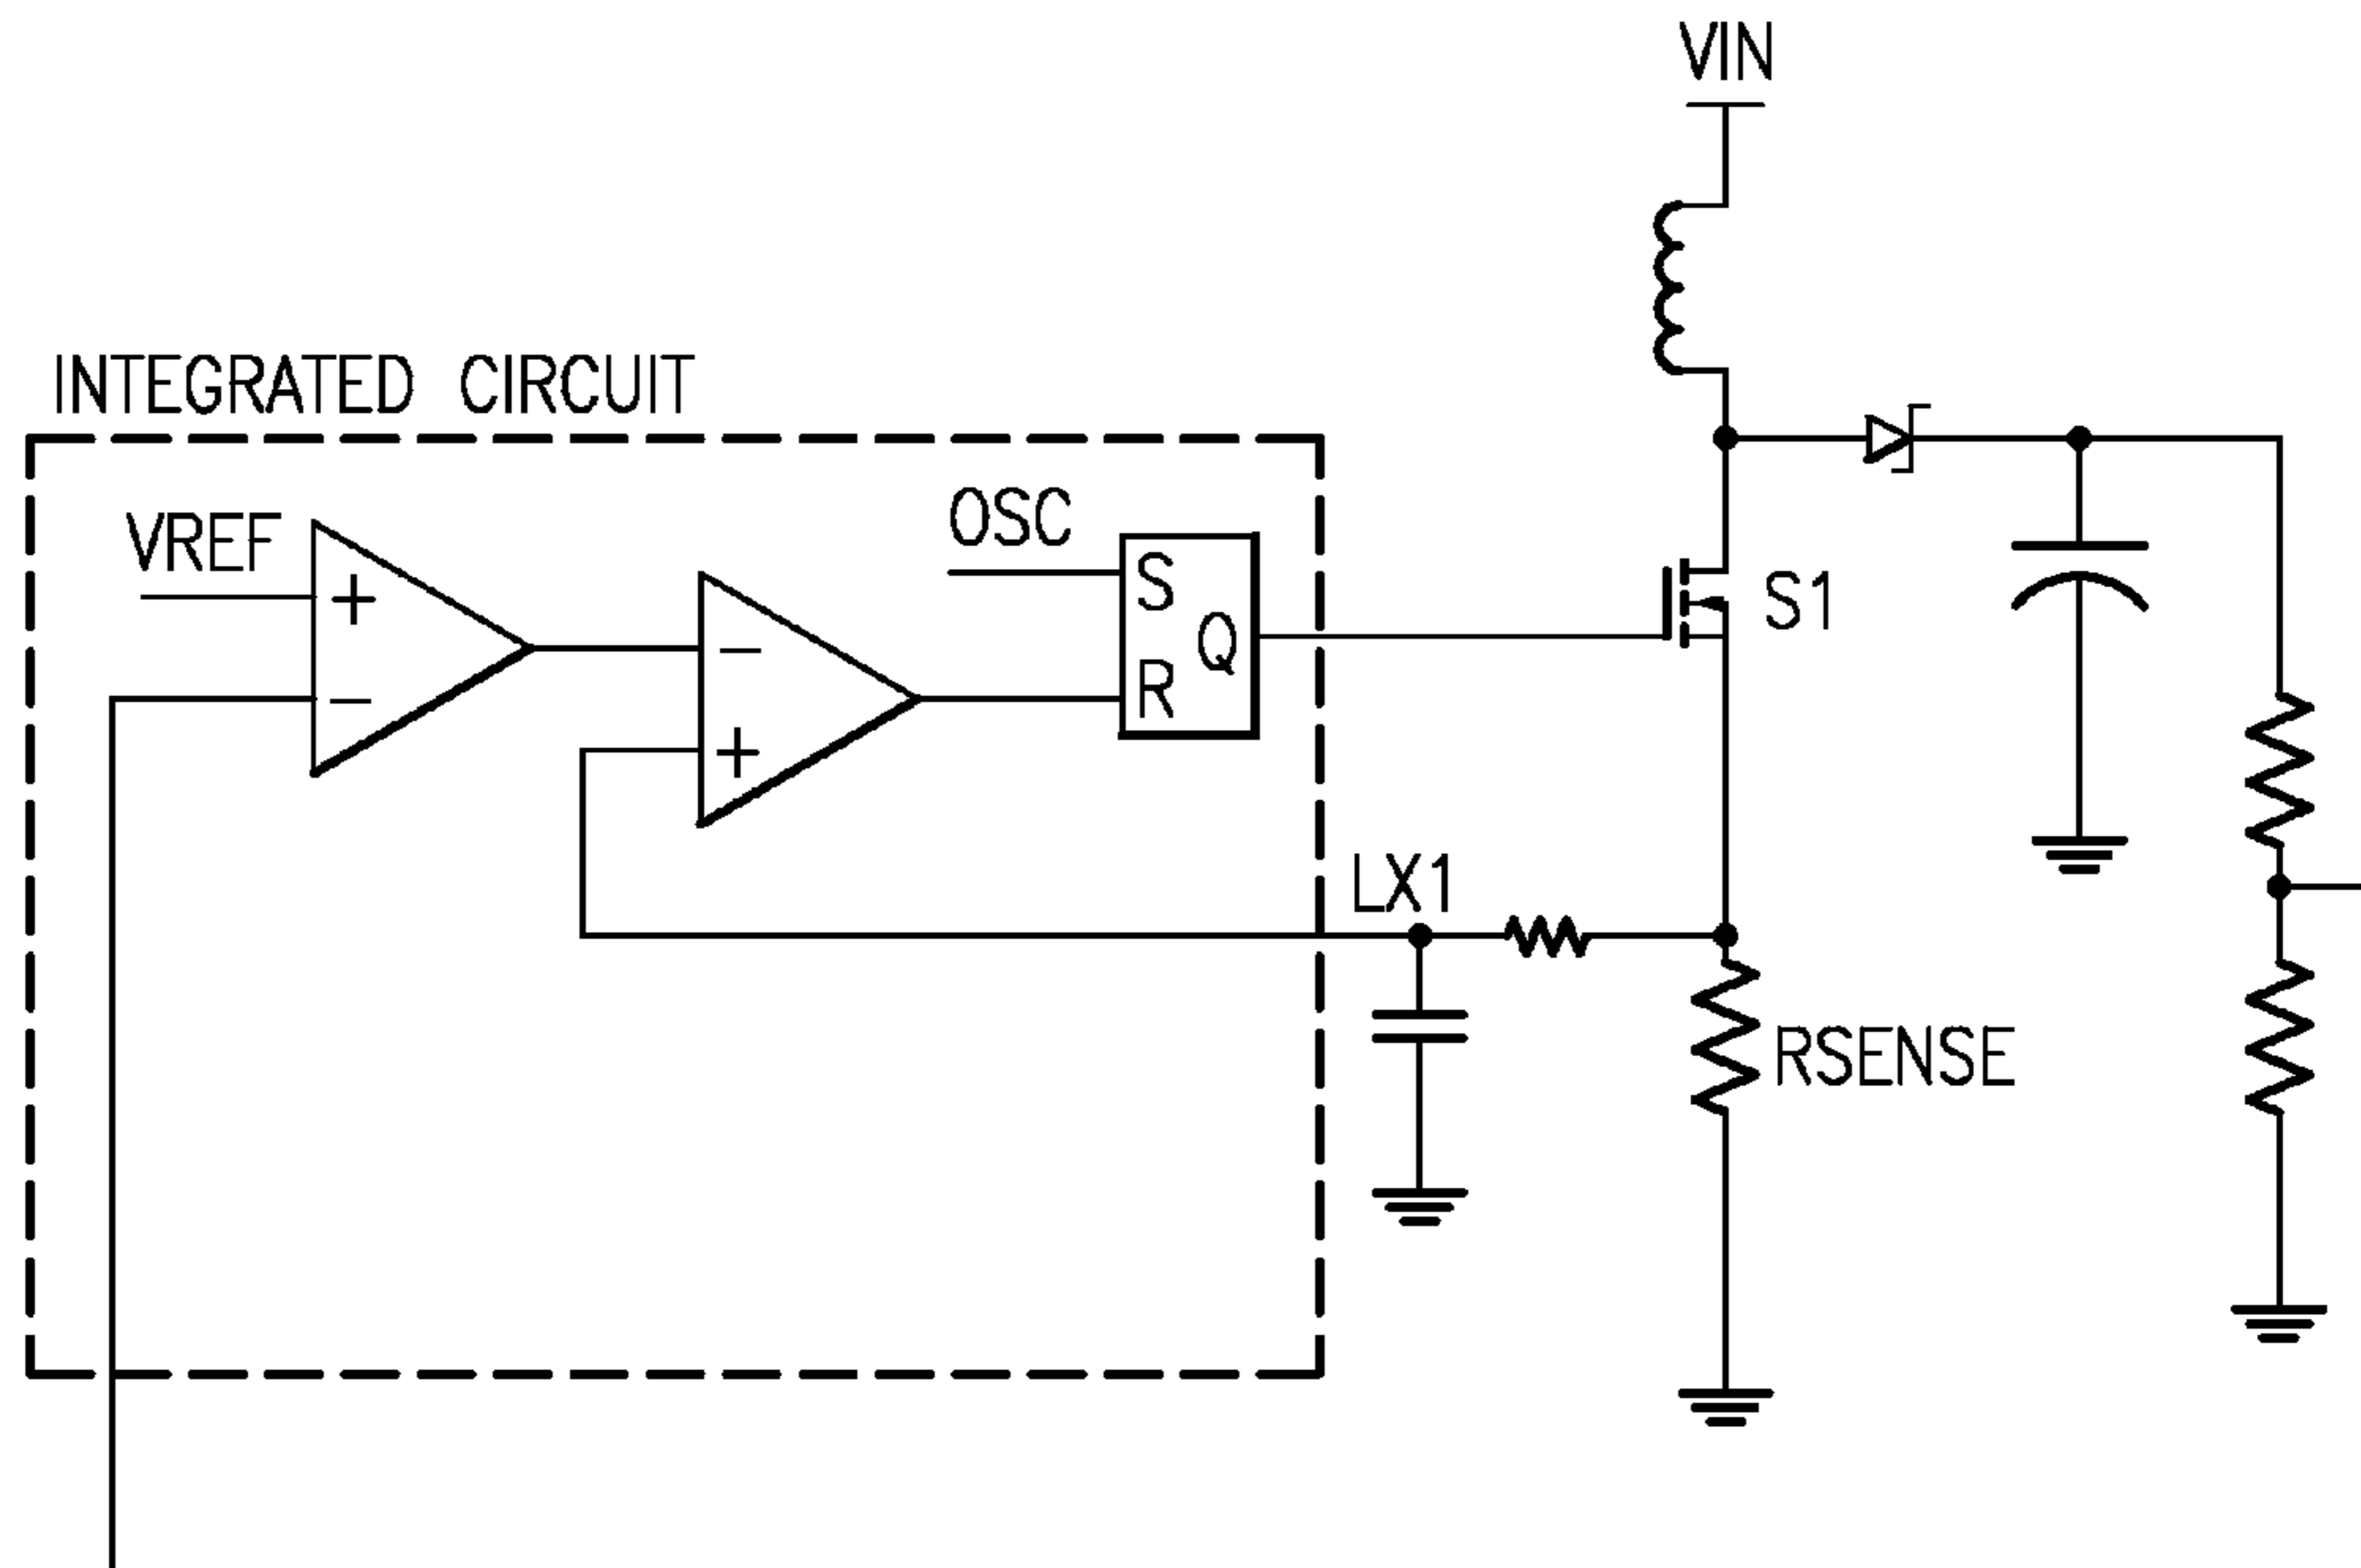 VIN
INTEGRATED CIRCUIT
VREF
+
−
−
+
OSC
S
Q
R
S1
LX1
RSENSE